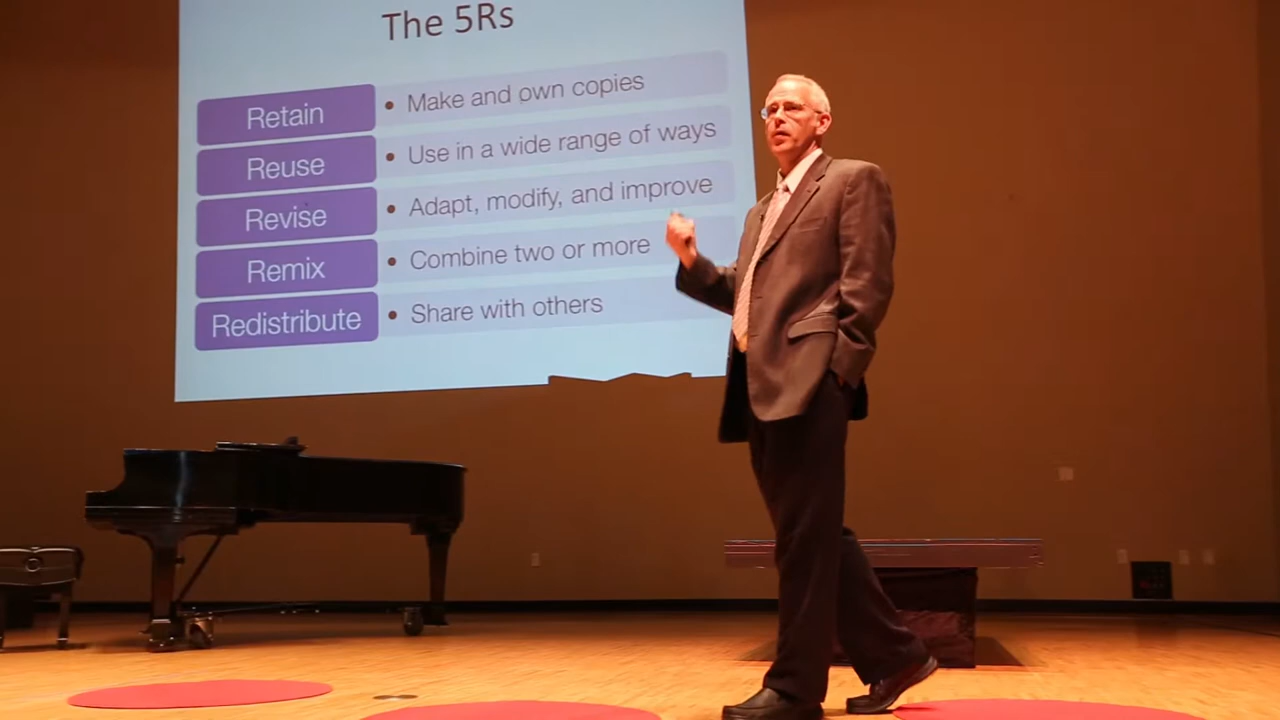 The 5Rs
Retain • Make and own copies
Reuse • Use in a wide range of ways
Revise • Adapt, modify, and improve
Remix • Combine two or more
Redistribute • Share with others